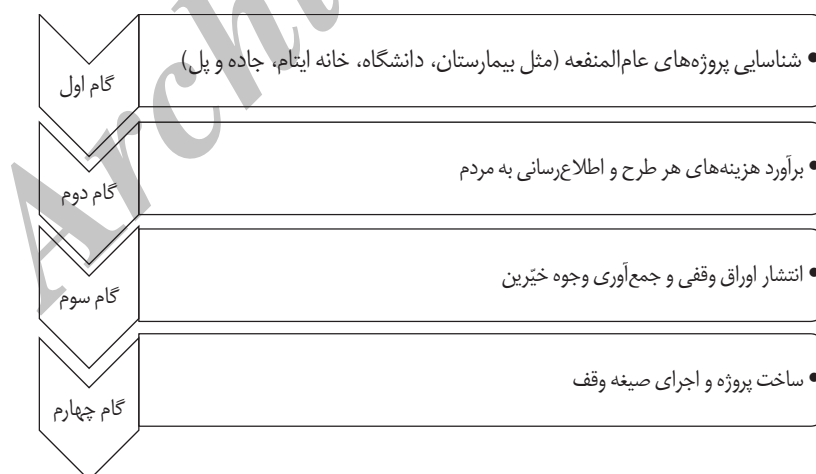 گام اول
• شناسایی پروژه‌های عام‌المنفعه (مثل بیمارستان، دانشگاه، خانه ایتام، جاده و پل)
گام دوم
• برآورد هزینه‌های هر طرح و اطلاع‌رسانی به مردم
گام سوم
• انتشار اوراق وقفی و جمع‌آوری وجوه خیّرین
گام چهارم
• ساخت پروژه و اجرای صیغه وقف